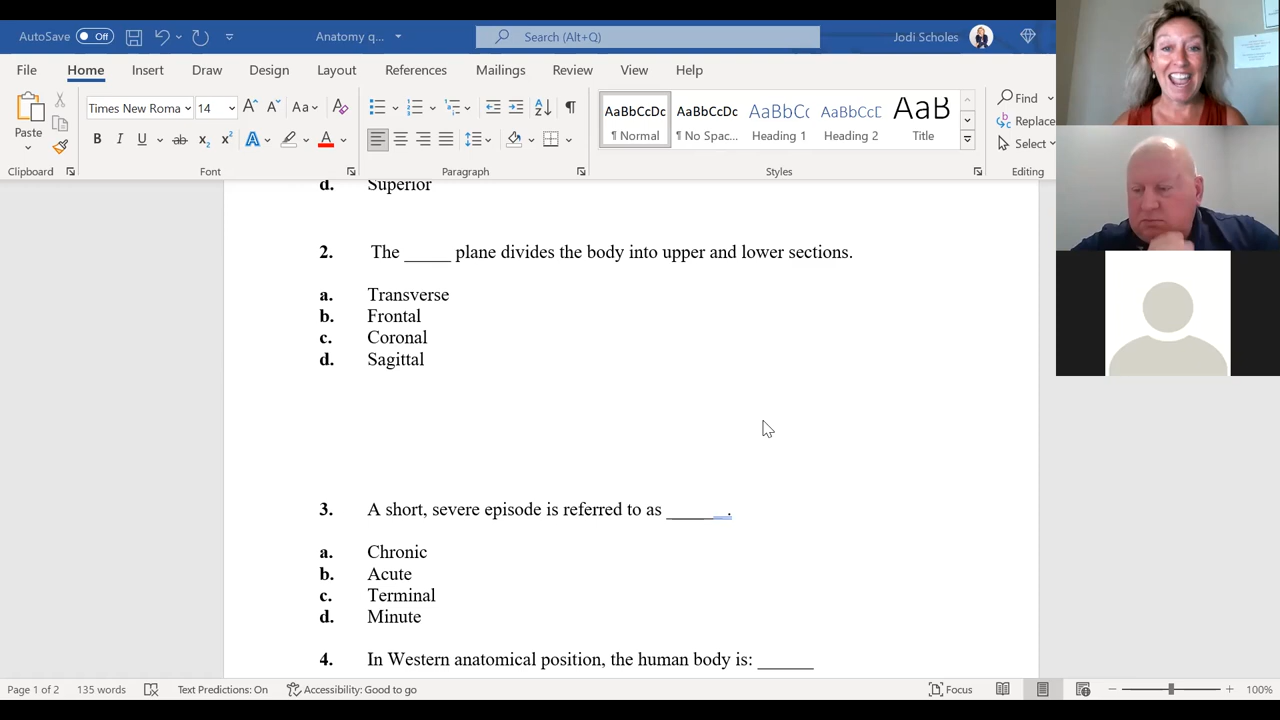 AutoSave Off Anatomy q... Search (Alt+Q) Jodi Scholes
File Home Insert Draw Design Layout References Mailings Review View Help
Paste
Times New Roma 14
Aa
AaBbCcDc AaBbCcDc AaBbCc AaBbCcD AaB
¶ Normal ¶ No Spac... Heading 1 Heading 2 Title
Find
Replace
Select
Clipboard Font Paragraph Styles Editing
d. Superior
2. The _____ plane divides the body into upper and lower sections.
a. Transverse
b. Frontal
c. Coronal
d. Sagittal
3. A short, severe episode is referred to as _______.
a. Chronic
b. Acute
c. Terminal
d. Minute
4. In Western anatomical position, the human body is: ______
Page 1 of 2 135 words Text Predictions: On Accessibility: Good to go Focus 100%